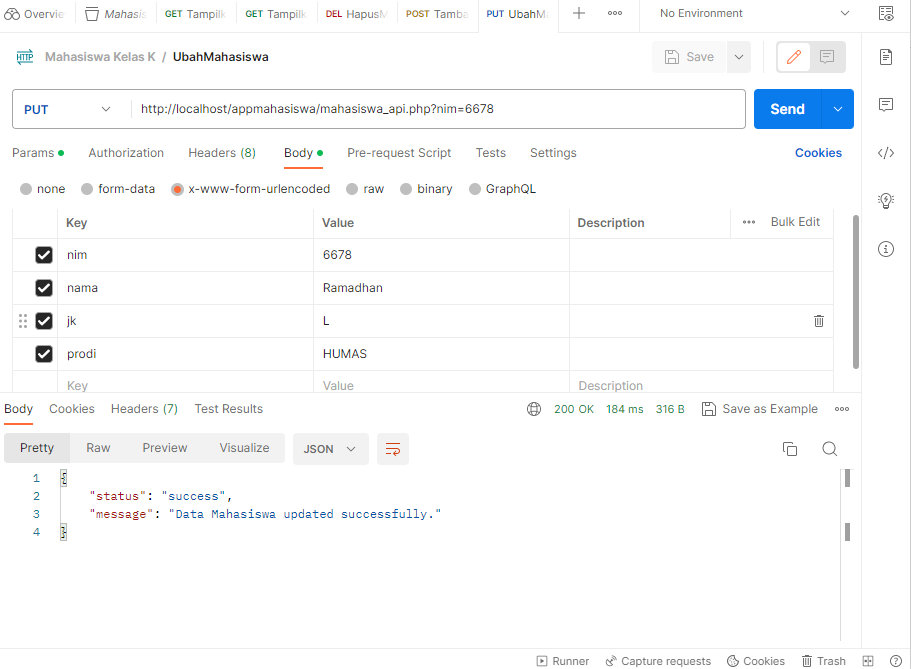 Overvie Mahasis GET Tampilk GET Tampilk DEL HapusM POST Tamba PUT UbahMa No Environment
HTTP Mahasiswa Kelas K / UbahMahasiswa Save
PUT http://localhost/appmahasiswa/mahasiswa_api.php?nim=6678 Send
Params Authorization Headers (8) Body Pre-request Script Tests Settings Cookies
none form-data x-www-form-urlencoded raw binary GraphQL
Key Value Description Bulk Edit
nim 6678
nama Ramadhan
jk L
prodi HUMAS
Key Value Description
Body Cookies Headers (7) Test Results 200 OK 184 ms 316 B Save as Example
Pretty Raw Preview Visualize JSON
1 {
2 "status": "success",
3 "message": "Data Mahasiswa updated successfully."
4 }
Runner Capture requests Cookies Trash